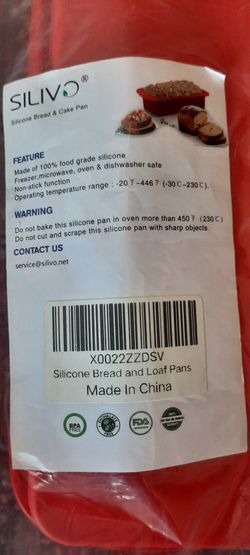 SILIVO®
Silicone Bread & Cake Pan
FEATURE
Made of 100% food grade silicone
Freezer,microwave, oven & dishwasher safe
Non-stick function
Operating temperature range : -20℉-446℉ (-30℃-230℃).
WARNING
Do not bake this silicone pan in oven more than 450℉ (230℃)
Do not cut and scrape this silicone pan with sharp objects.
CONTACT US
service@silivo.net
X0022ZZDSV
Silicone Bread and Loaf Pans
Made In China
BPA
FREE
FDA